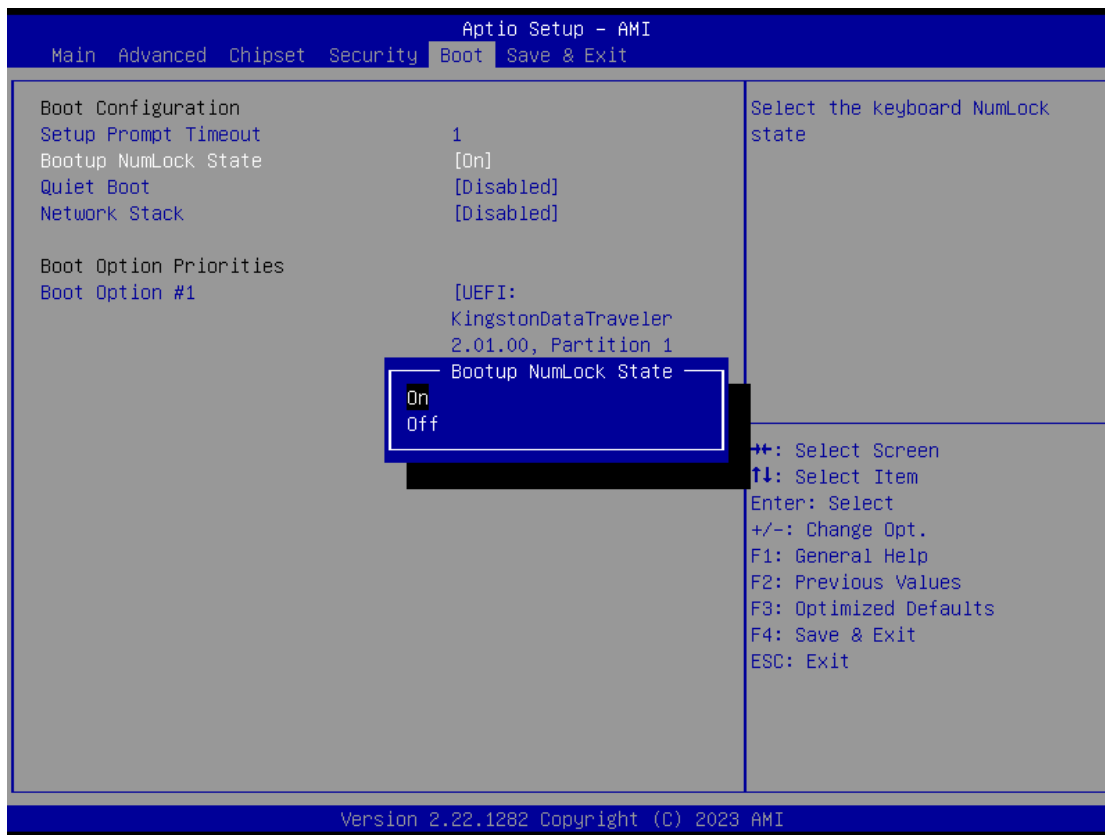 Aptio Setup – AMI
Main Advanced Chipset Security Boot Save & Exit
Boot Configuration
Setup Prompt Timeout 1
Bootup NumLock State [On]
Quiet Boot [Disabled]
Network Stack [Disabled]
Boot Option Priorities
Boot Option #1 [UEFI:
KingstonDataTraveler
2.01.00, Partition 1
Bootup NumLock State
On
Off
Select the keyboard NumLock
state
→←: Select Screen
↑↓: Select Item
Enter: Select
+/-: Change Opt.
F1: General Help
F2: Previous Values
F3: Optimized Defaults
F4: Save & Exit
ESC: Exit
Version 2.22.1282 Copyright (C) 2023 AMI